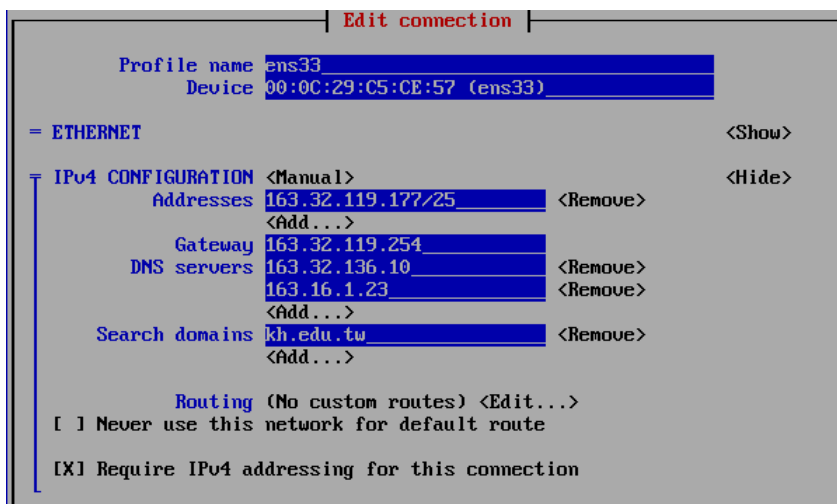 Edit connection
Profile name ens33
Device 00:0C:29:C5:CE:57 (ens33)
= ETHERNET <Show>
= IPv4 CONFIGURATION <Manual> <Hide>
Addresses 163.32.119.177/25 <Remove>
<Add...>
Gateway 163.32.119.254
DNS servers 163.32.136.10 <Remove>
163.16.1.23 <Remove>
<Add...>
Search domains kh.edu.tw <Remove>
<Add...>
Routing (No custom routes) <Edit...>
[ ] Never use this network for default route
[X] Require IPv4 addressing for this connection